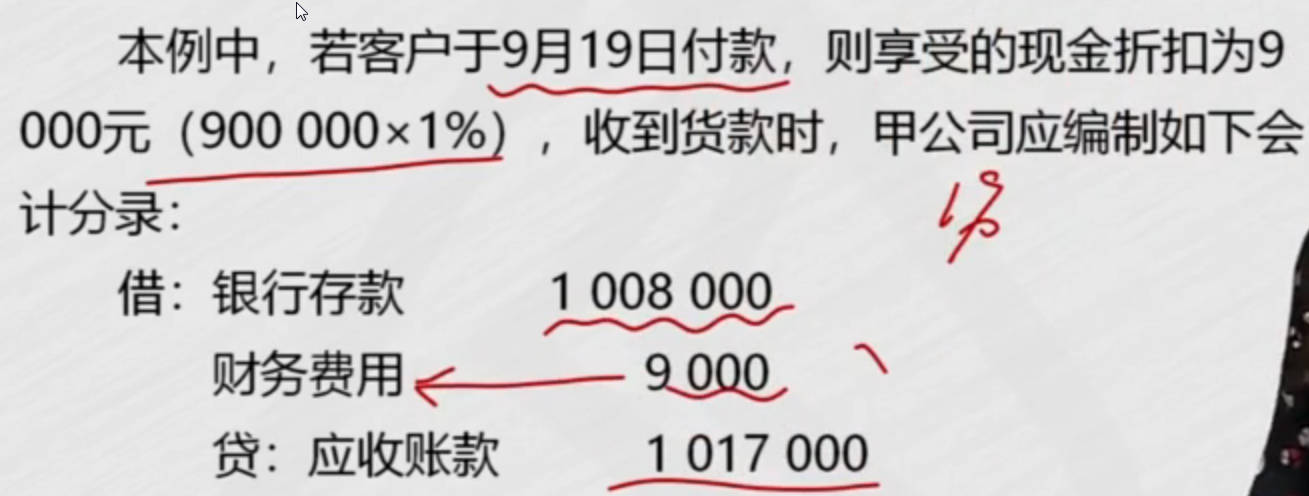 本例中，若客户于9月19日付款，则享受的现金折扣为9
000元（900 000×1%），收到货款时，甲公司应编制如下会
计分录：
1%
借：银行存款 1 008 000
财务费用 9 000
贷：应收账款 1 017 000